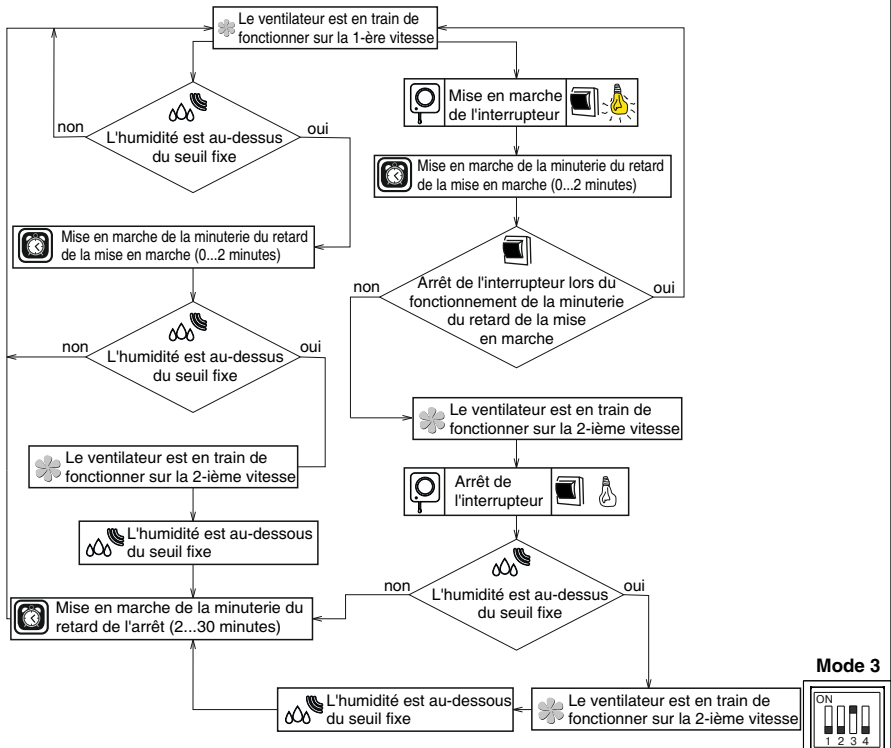 Le ventilateur est en train de
fonctionner sur la 1-ère vitesse
L'humidité est au-dessus
du seuil fixe
non
oui
Mise en marche
de l'interrupteur
Mise en marche de la minuterie du retard
de la mise en marche (0...2 minutes)
Mise en marche de la minuterie du retard
de la mise en marche (0...2 minutes)
Arrêt de l'interrupteur lors du
fonctionnement de la minuterie
du retard de la mise
en marche
non
oui
L'humidité est au-dessus
du seuil fixe
non
oui
Le ventilateur est en train de
fonctionner sur la 2-ième vitesse
Le ventilateur est en train de
fonctionner sur la 2-ième vitesse
Arrêt de
l'interrupteur
L'humidité est au-dessous
du seuil fixe
L'humidité est au-dessus
du seuil fixe
non
oui
Mise en marche de la minuterie du
retard de l'arrêt (2...30 minutes)
L'humidité est au-dessous
du seuil fixe
Le ventilateur est en train de
fonctionner sur la 2-ième vitesse
Mode 3
ON
1 2 3 4